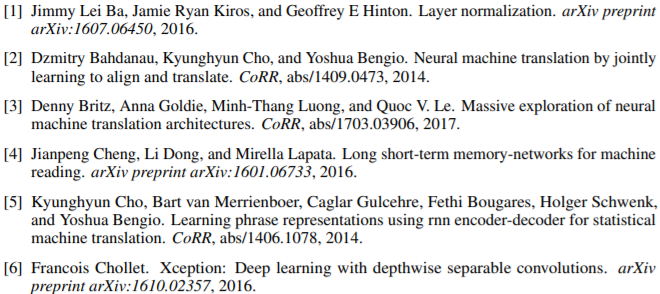 [1] Jimmy Lei Ba, Jamie Ryan Kiros, and Geoffrey E Hinton. Layer normalization. arXiv preprint
arXiv:1607.06450, 2016.
[2] Dzmitry Bahdanau, Kyunghyun Cho, and Yoshua Bengio. Neural machine translation by jointly
learning to align and translate. CoRR, abs/1409.0473, 2014.
[3] Denny Britz, Anna Goldie, Minh-Thang Luong, and Quoc V. Le. Massive exploration of neural
machine translation architectures. CoRR, abs/1703.03906, 2017.
[4] Jianpeng Cheng, Li Dong, and Mirella Lapata. Long short-term memory-networks for machine
reading. arXiv preprint arXiv:1601.06733, 2016.
[5] Kyunghyun Cho, Bart van Merrienboer, Caglar Gulcehre, Fethi Bougares, Holger Schwenk,
and Yoshua Bengio. Learning phrase representations using rnn encoder-decoder for statistical
machine translation. CoRR, abs/1406.1078, 2014.
[6] Francois Chollet. Xception: Deep learning with depthwise separable convolutions. arXiv
preprint arXiv:1610.02357, 2016.